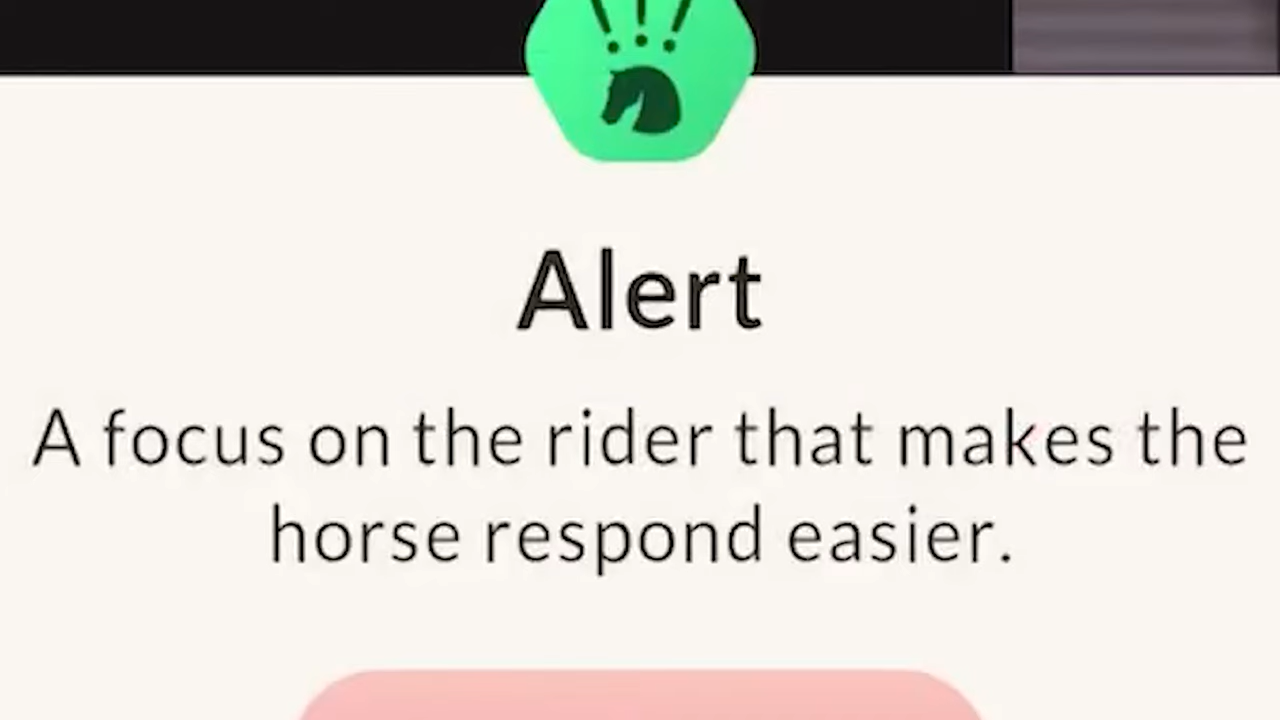 Alert
A focus on the rider that makes the
horse respond easier.